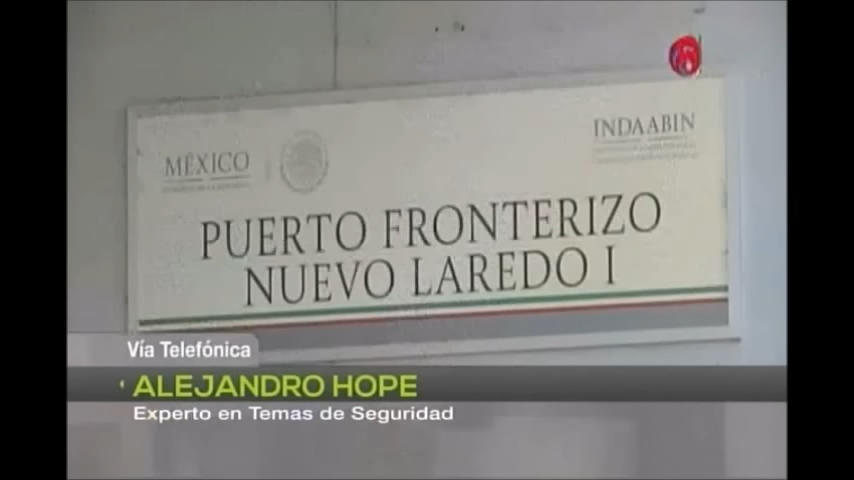 MÉXICO
INDAABIN
PUERTO FRONTERIZO
NUEVO LAREDO I
Vía Telefónica
ALEJANDRO HOPE
Experto en Temas de Seguridad